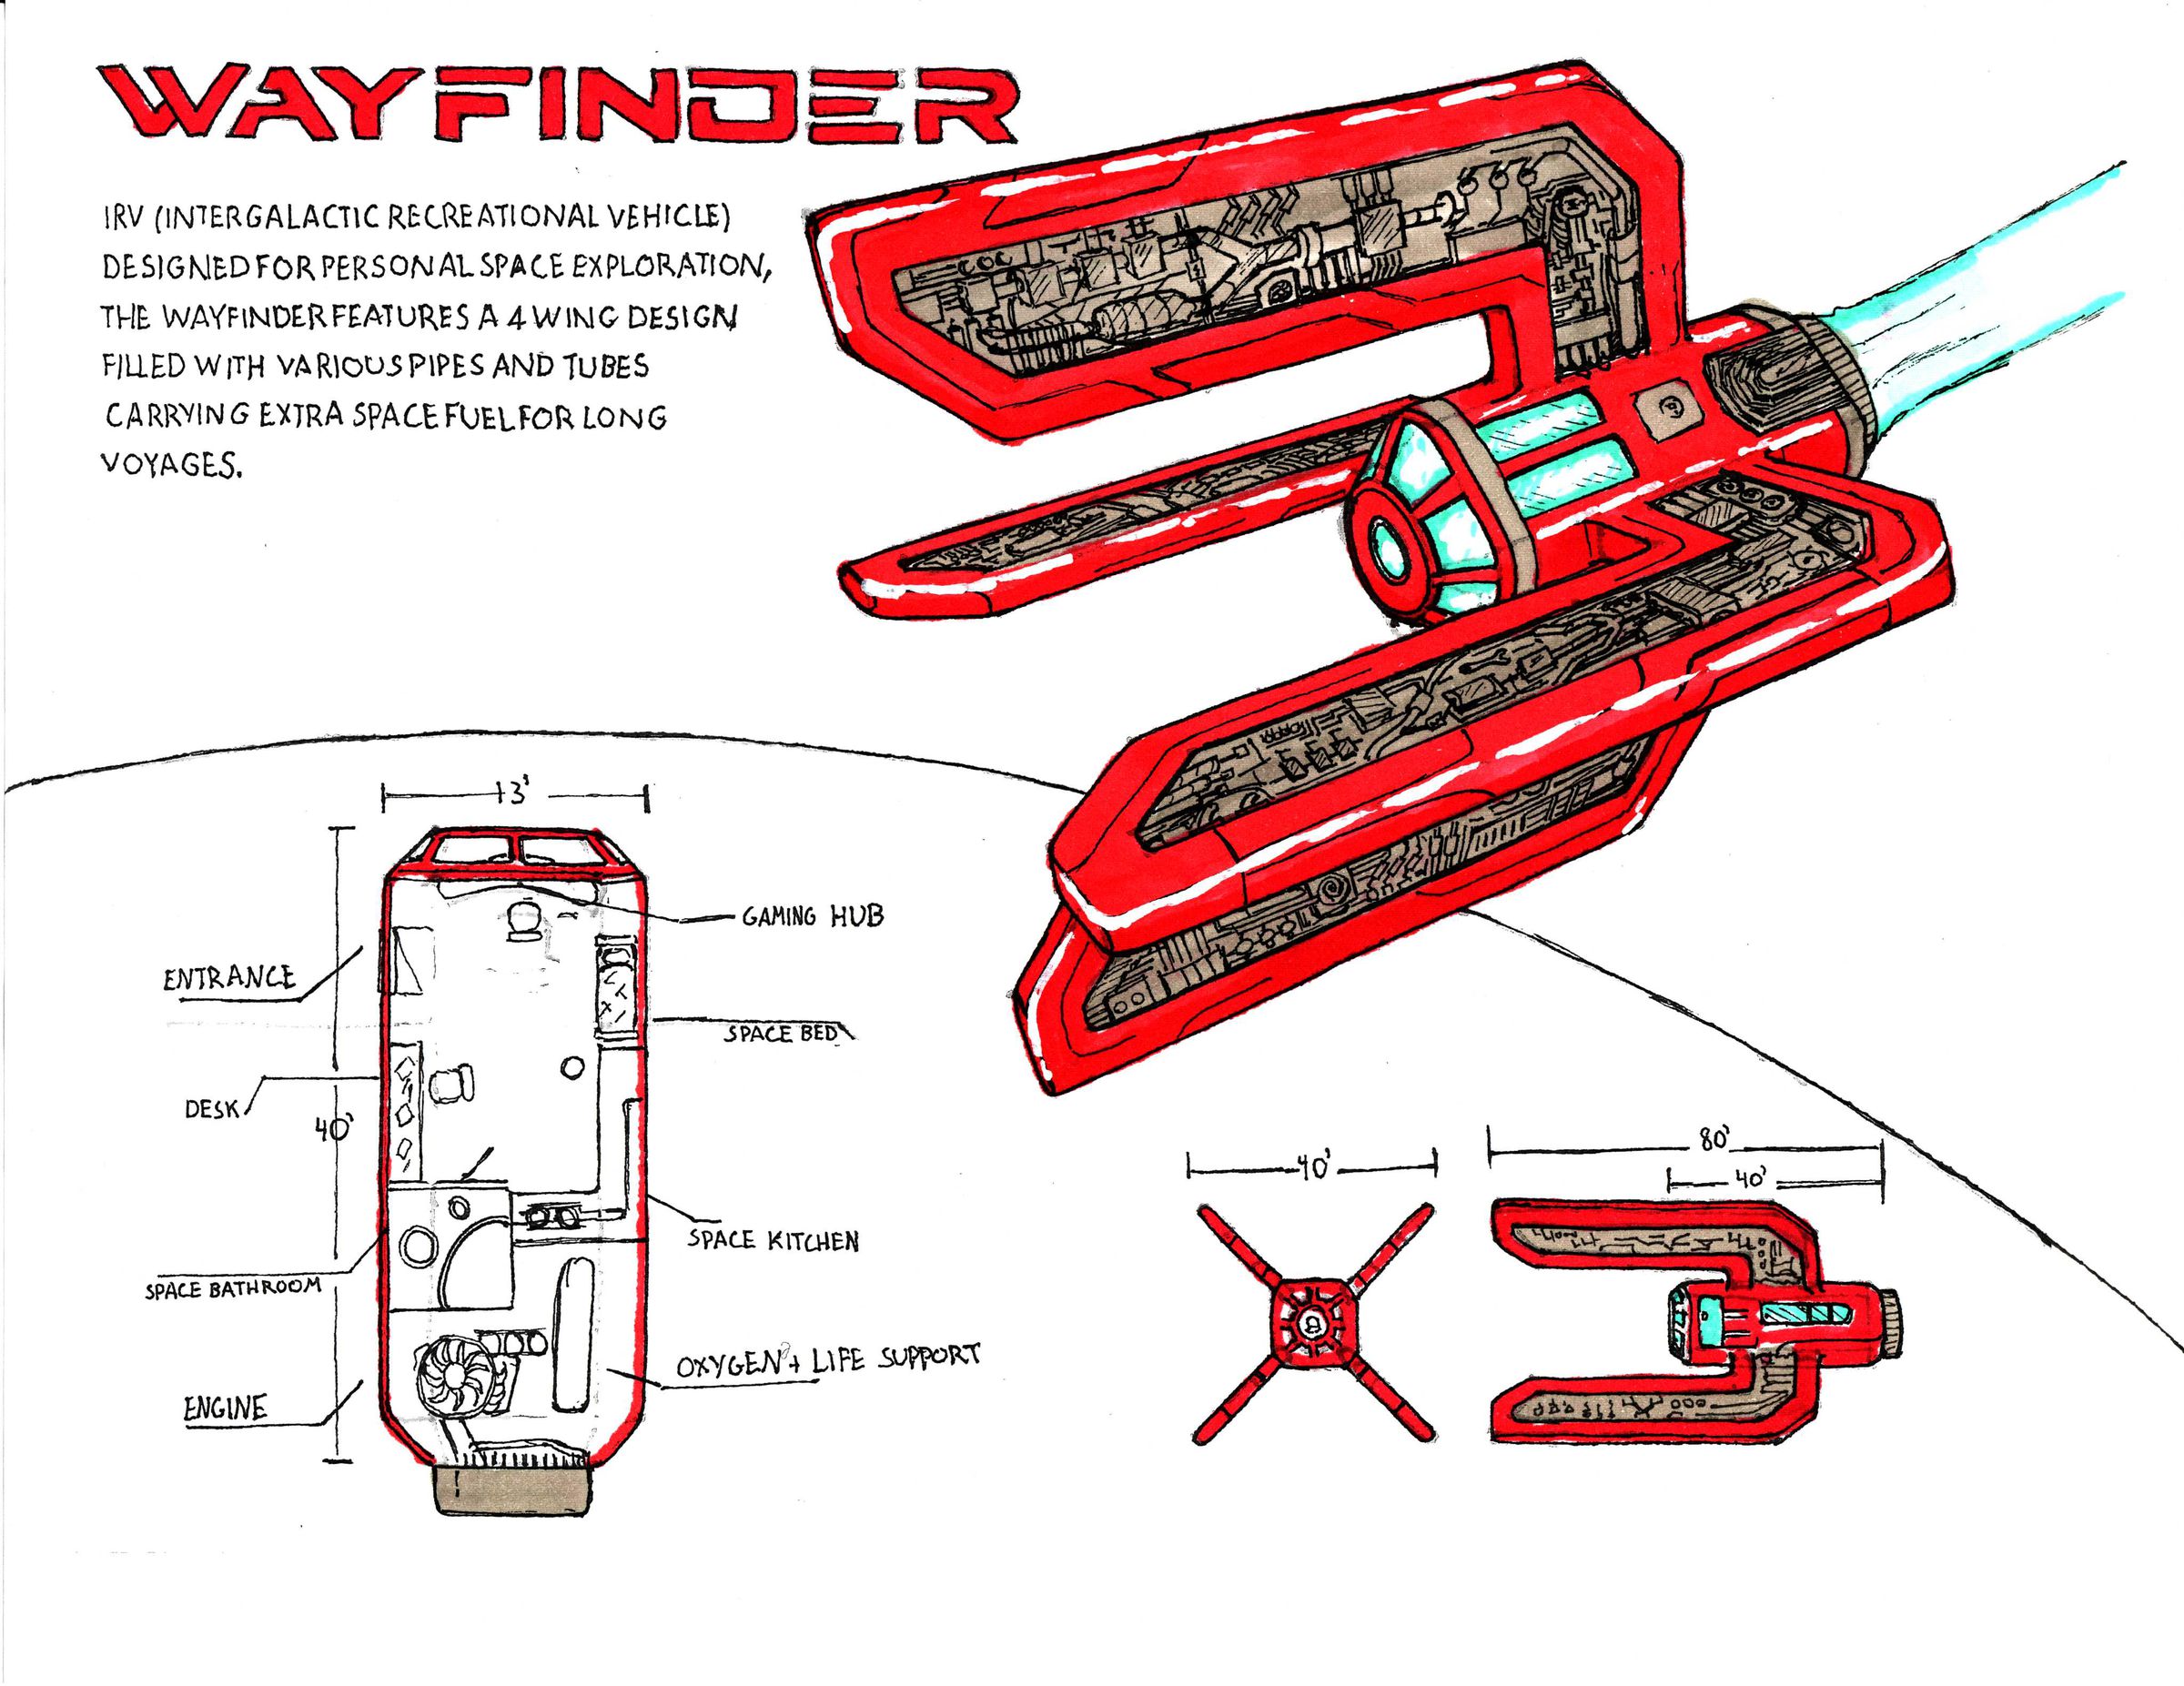 WAYFINDER
IRV (INTERGALACTIC RECREATIONAL VEHICLE)
DESIGNED FOR PERSONAL SPACE EXPLORATION,
THE WAYFINDER FEATURES A 4 WING DESIGN
FILLED WITH VARIOUS PIPES AND TUBES
CARRYING EXTRA SPACE FUEL FOR LONG
VOYAGES.
13'
GAMING HUB
ENTRANCE
SPACE BED
DESK
40'
SPACE KITCHEN
SPACE BATHROOM
OXYGEN + LIFE SUPPORT
ENGINE
40'
80'
40'